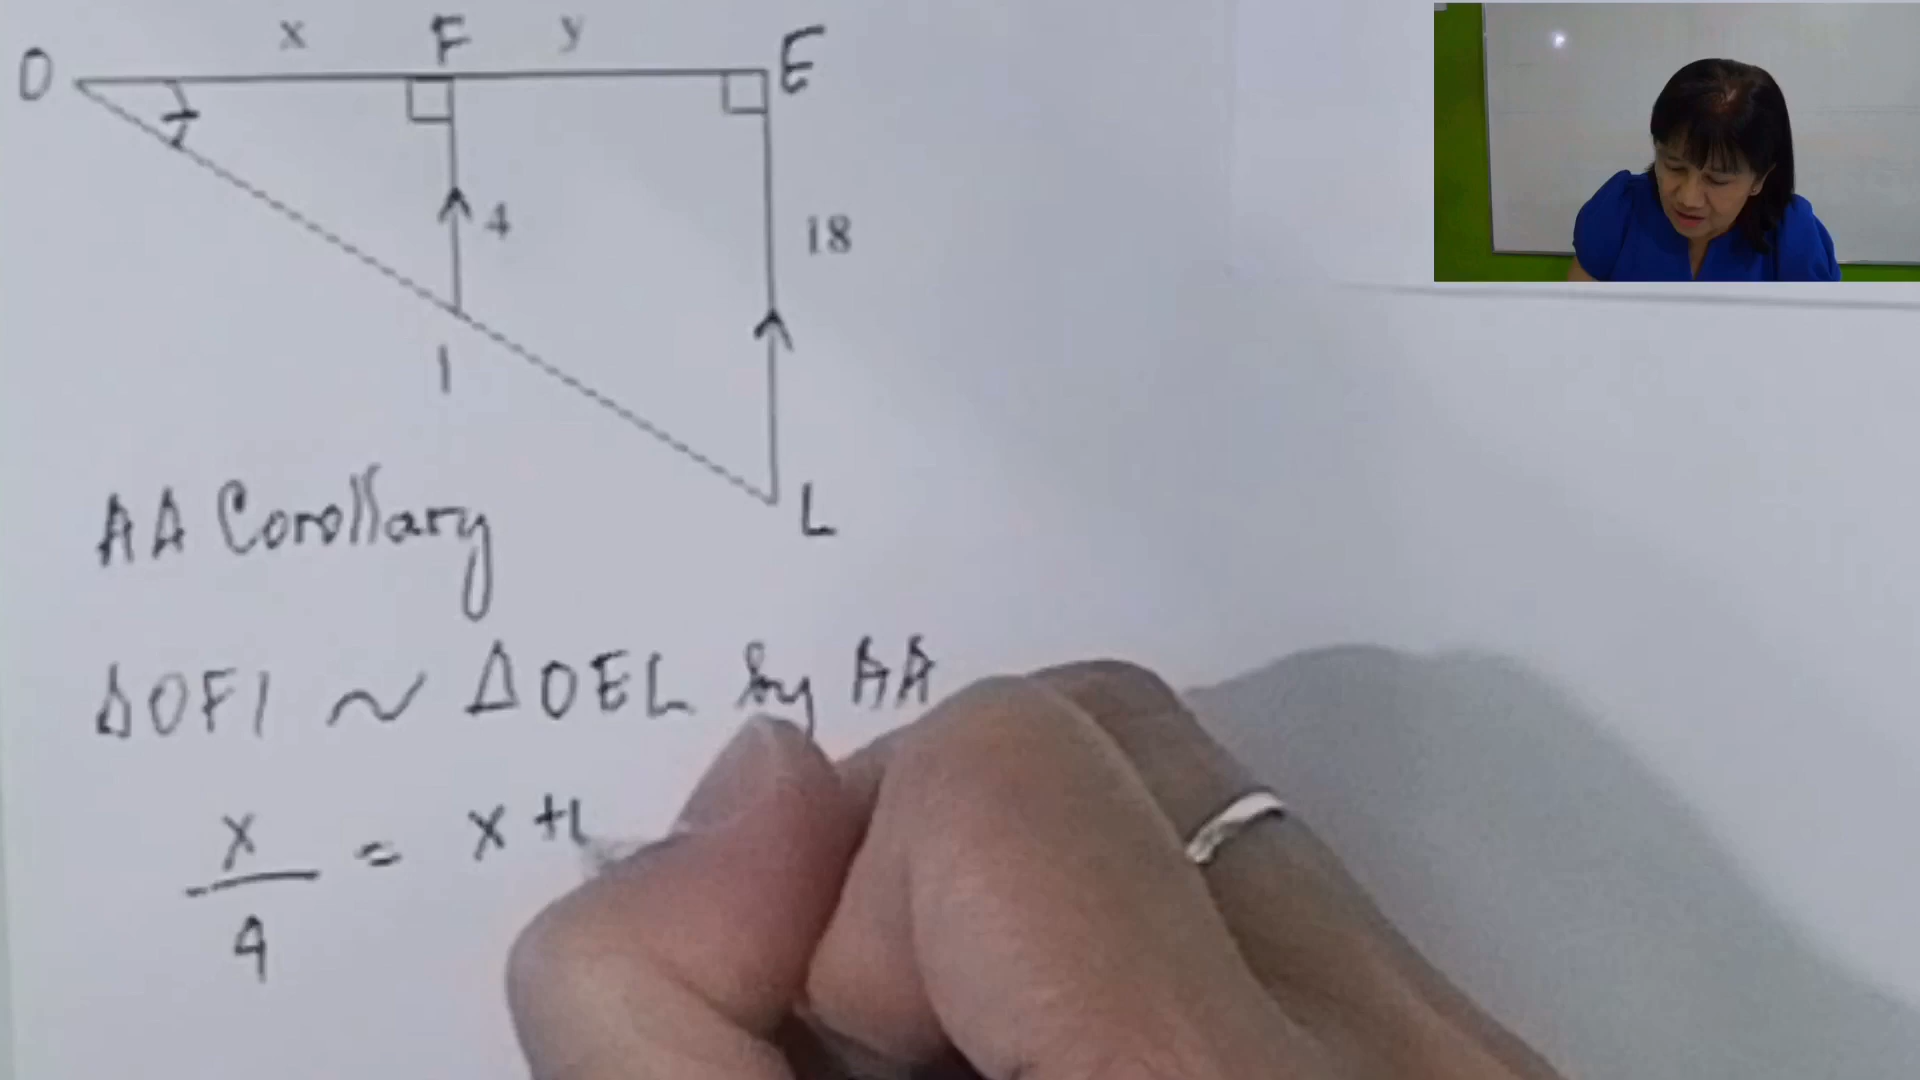 x F y
O E
4 18
I
L
AA Corollary
ΔOFI ~ ΔOEL by AA
x = x +
4